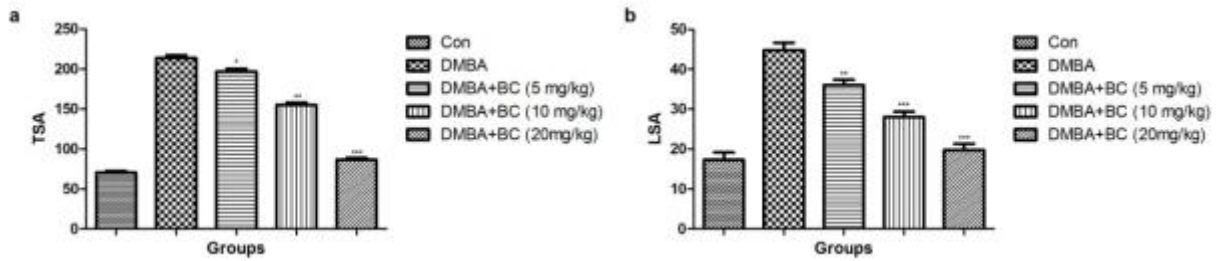 a
250
200
150
100
50
0
TSA
*
**
***
Groups
Con
DMBA
DMBA+BC (5 mg/kg)
DMBA+BC (10 mg/kg)
DMBA+BC (20mg/kg)
b
50
40
30
20
10
0
LSA
**
***
***
Groups
Con
DMBA
DMBA+BC (5 mg/kg)
DMBA+BC (10 mg/kg)
DMBA+BC (20mg/kg)